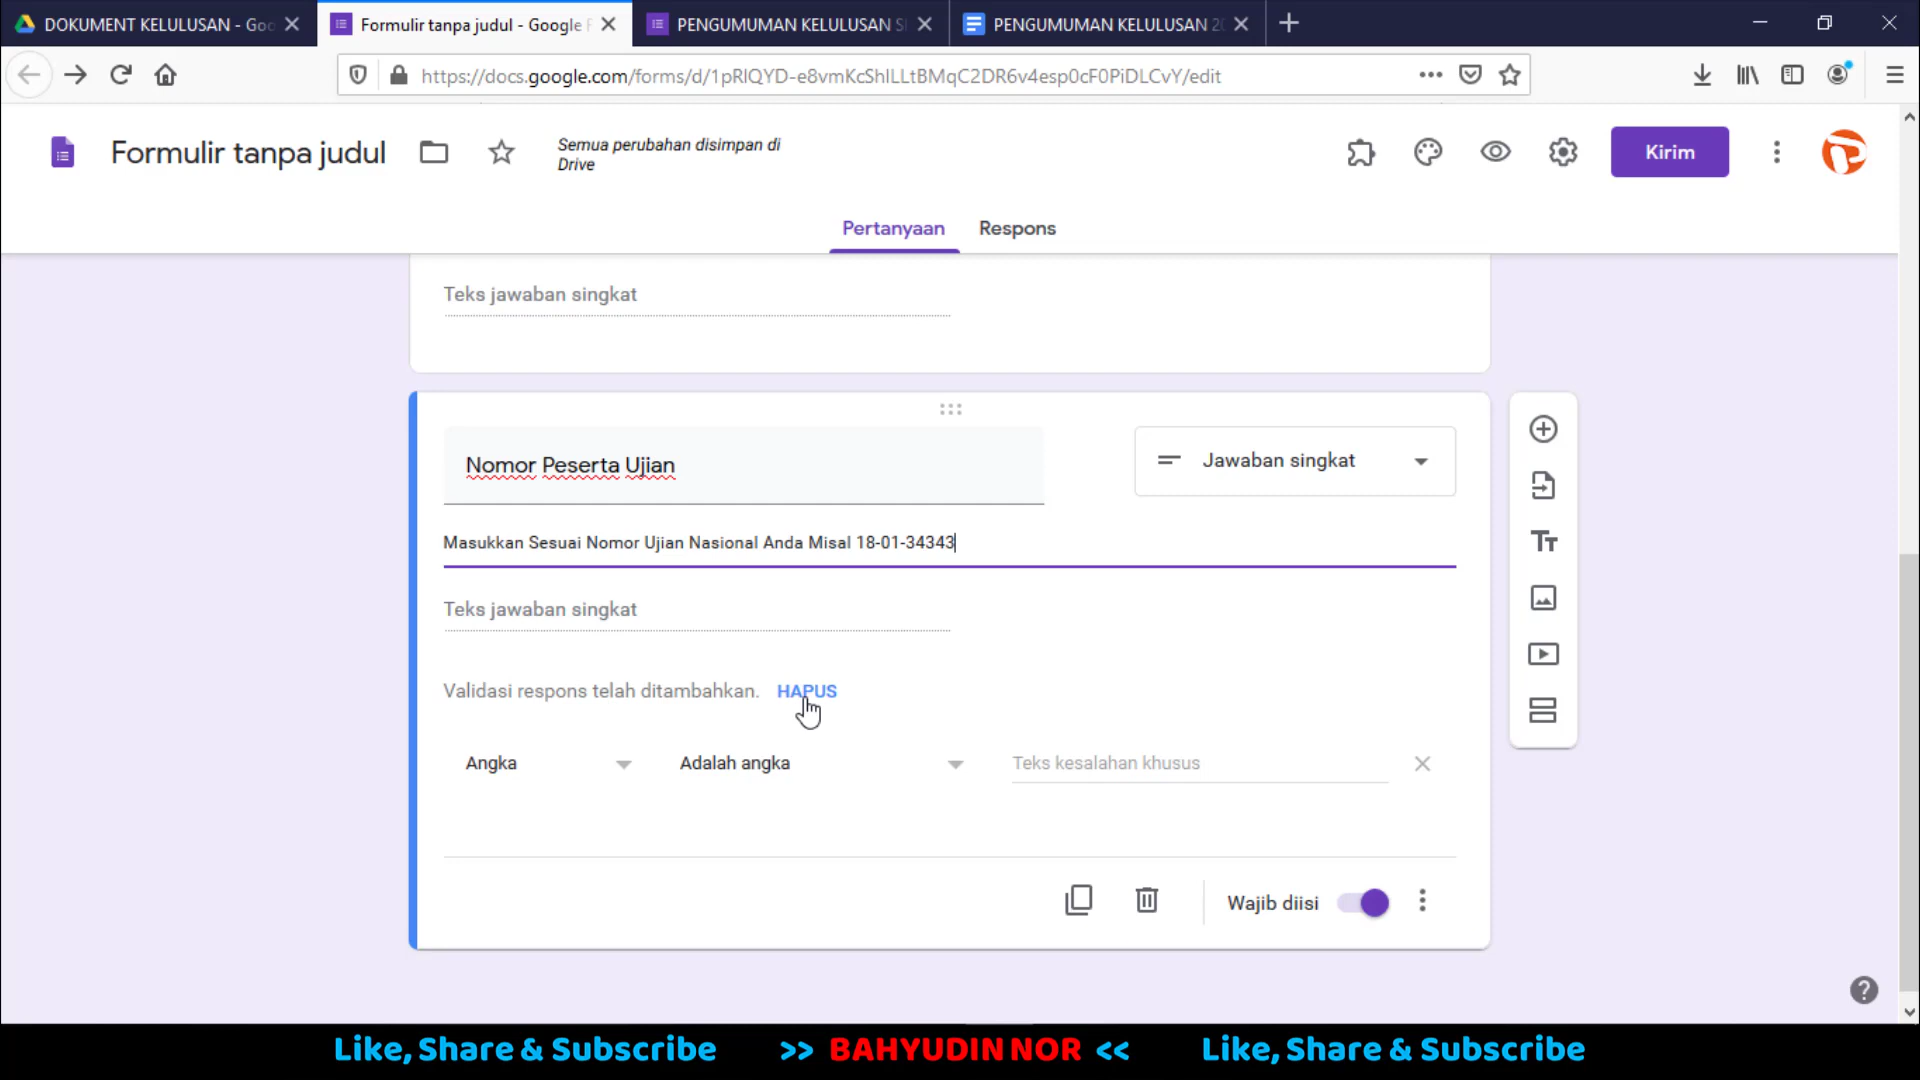 DOKUMENT KELULUSAN - Goo
Formulir tanpa judul - Google F
PENGUMUMAN KELULUSAN S
PENGUMUMAN KELULUSAN 20
https://docs.google.com/forms/d/1pRlQYD-e8vmKcShlLLtBMqC2DR6v4esp0cF0PiDLCvY/edit
Formulir tanpa judul
Semua perubahan disimpan di
Drive
Kirim
Pertanyaan
Respons
Teks jawaban singkat
Nomor Peserta Ujian
Jawaban singkat
Masukkan Sesuai Nomor Ujian Nasional Anda Misal 18-01-34343
Teks jawaban singkat
Validasi respons telah ditambahkan. HAPUS
Angka
Adalah angka
Teks kesalahan khusus
Wajib diisi
Like, Share & Subscribe >> BAHYUDIN NOR << Like, Share & Subscribe